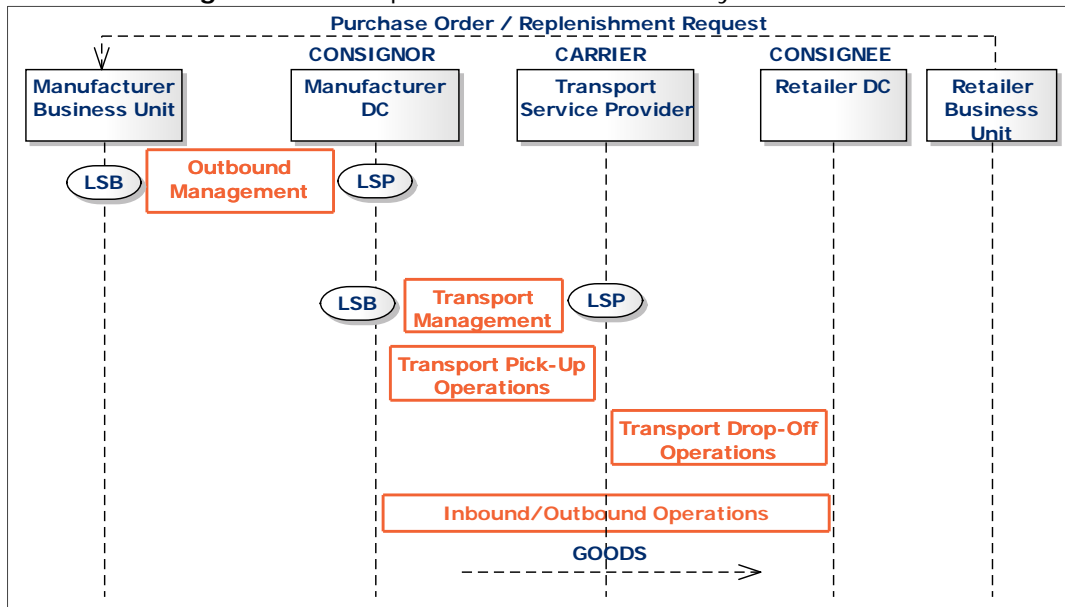 Purchase Order / Replenishment Request
CONSIGNOR
CARRIER
CONSIGNEE
Manufacturer
Business Unit
Manufacturer
DC
Transport
Service Provider
Retailer DC
Retailer
Business
Unit
LSB
Outbound
Management
LSP
LSB
Transport
Management
LSP
Transport Pick-Up
Operations
Transport Drop-Off
Operations
Inbound/Outbound Operations
GOODS